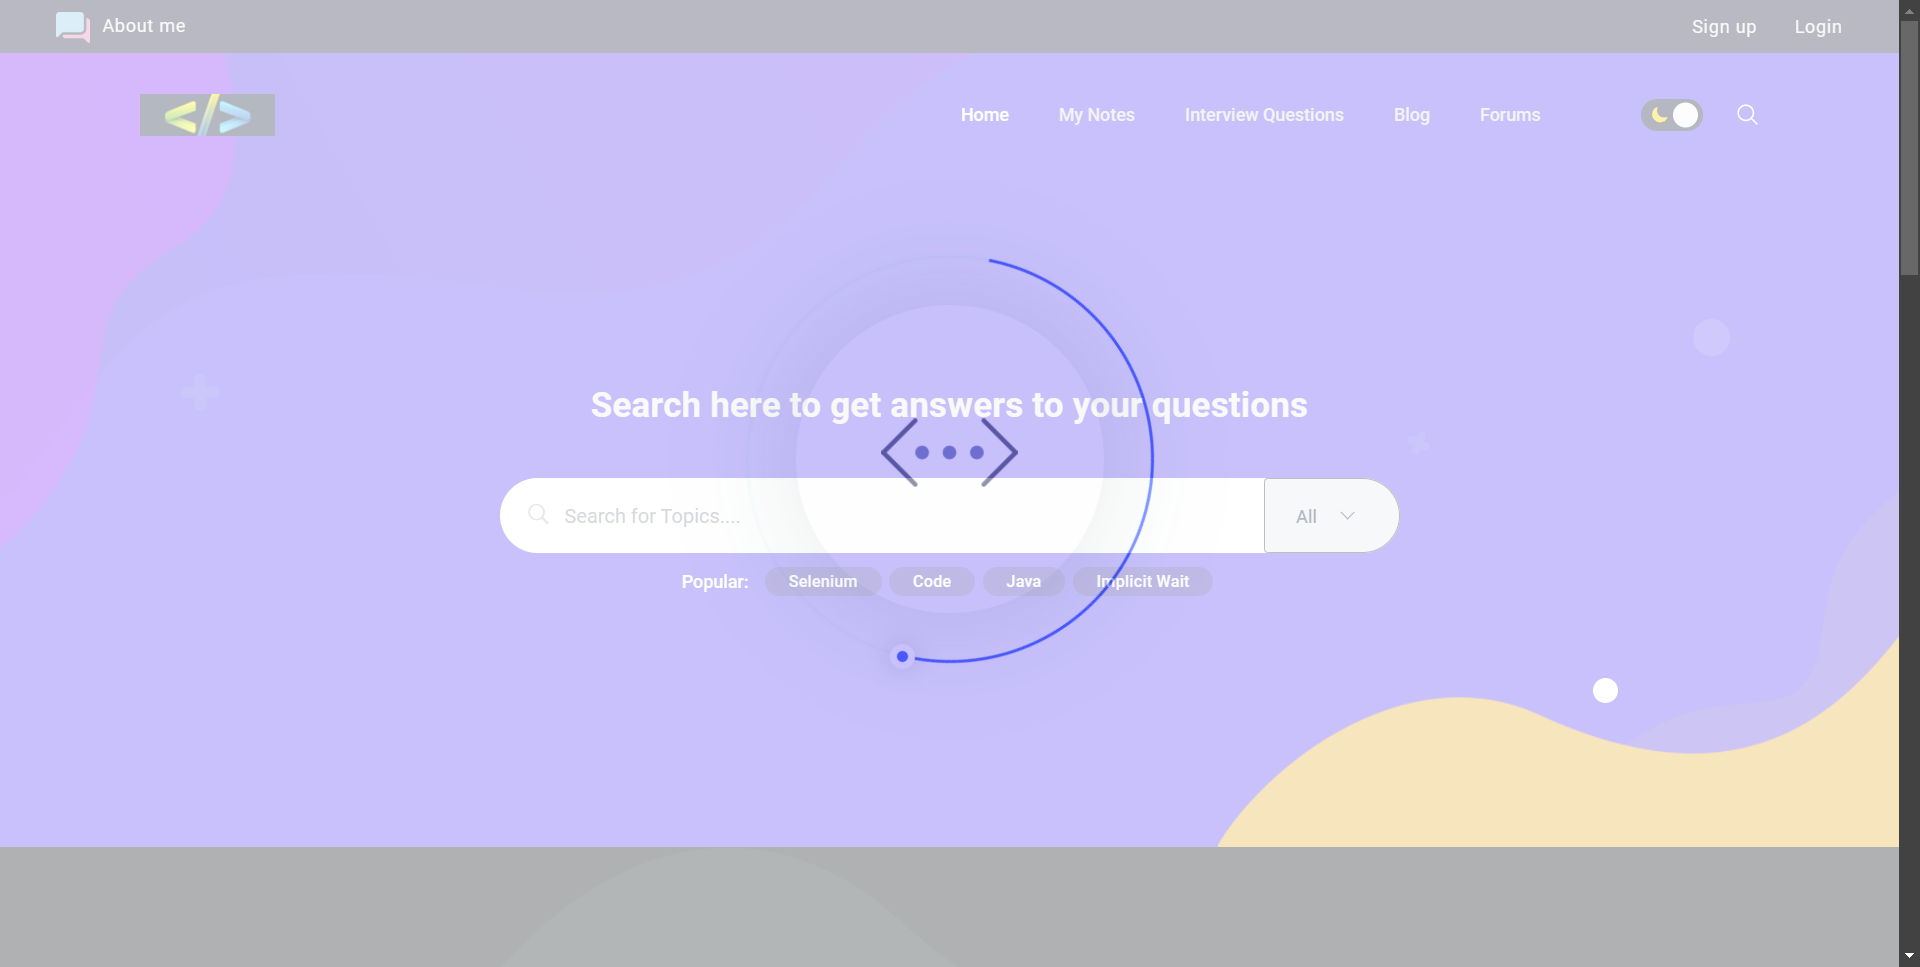 About me
Sign up
Login
</>
Home
My Notes
Interview Questions
Blog
Forums
Search here to get answers to your questions
Search for Topics....
All
Popular:
Selenium
Code
Java
Implicit Wait